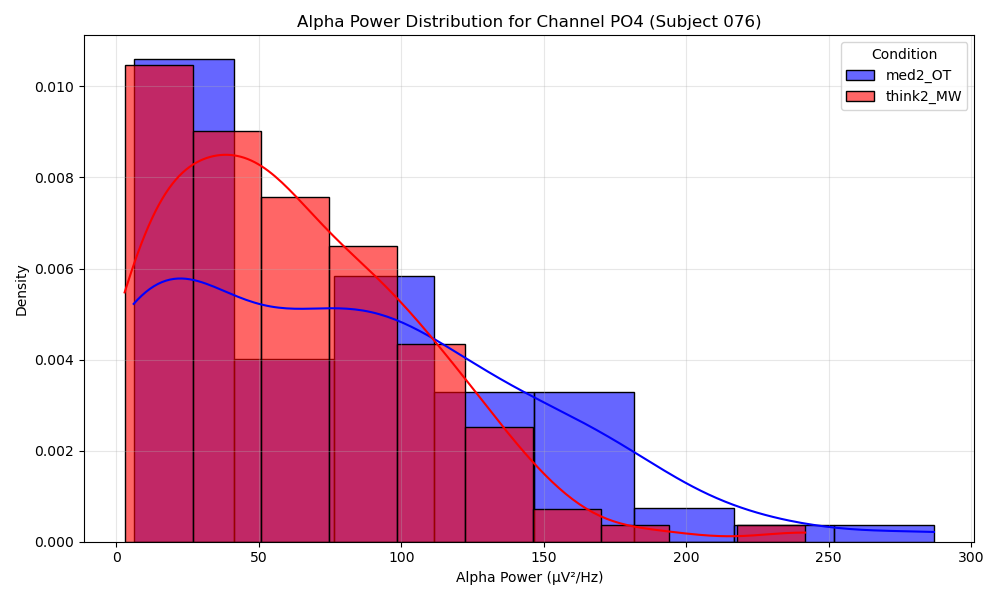 Alpha Power Distribution for Channel PO4 (Subject 076)
Condition
med2_OT
think2_MW
Density
0.010
0.008
0.006
0.004
0.002
0.000
0 50 100 150 200 250 300
Alpha Power (μV²/Hz)